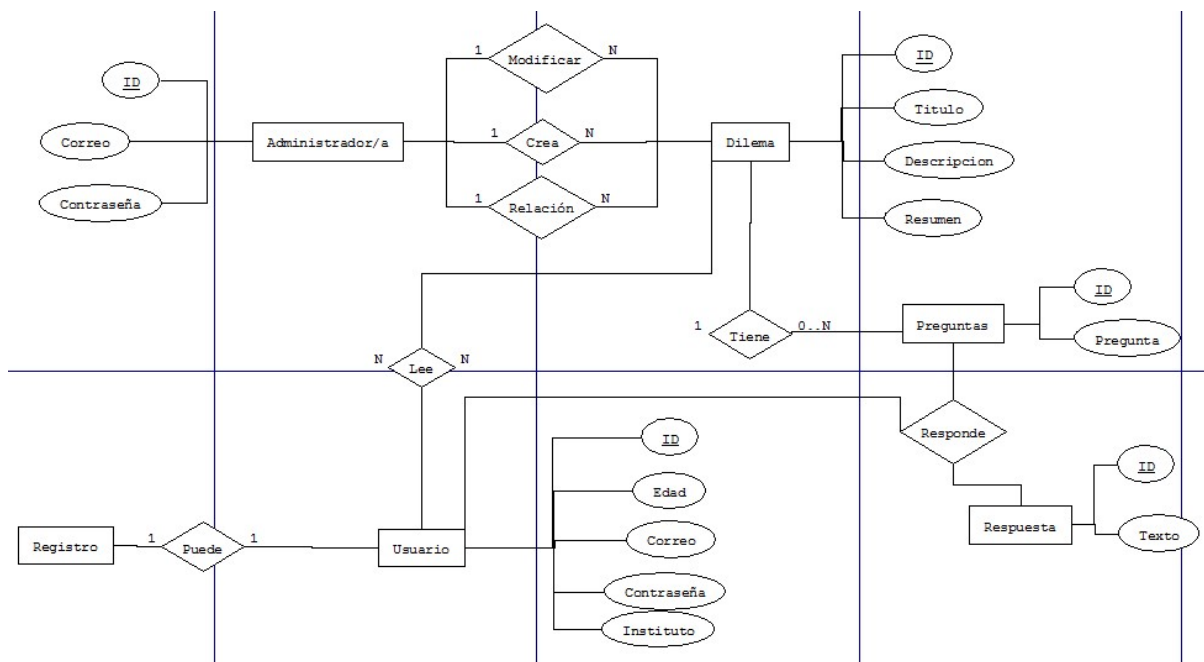 1
Modificar
N
ID
ID
Titulo
Correo
Administrador/a
1
Crea
N
Dilema
Descripcion
Contraseña
1
Relación
N
Resumen
ID
1
Tiene
0..N
Preguntas
Pregunta
N
Lee
N
Responde
ID
ID
Edad
Respuesta
Texto
Registro
1
Puede
1
Usuario
Correo
Contraseña
Instituto